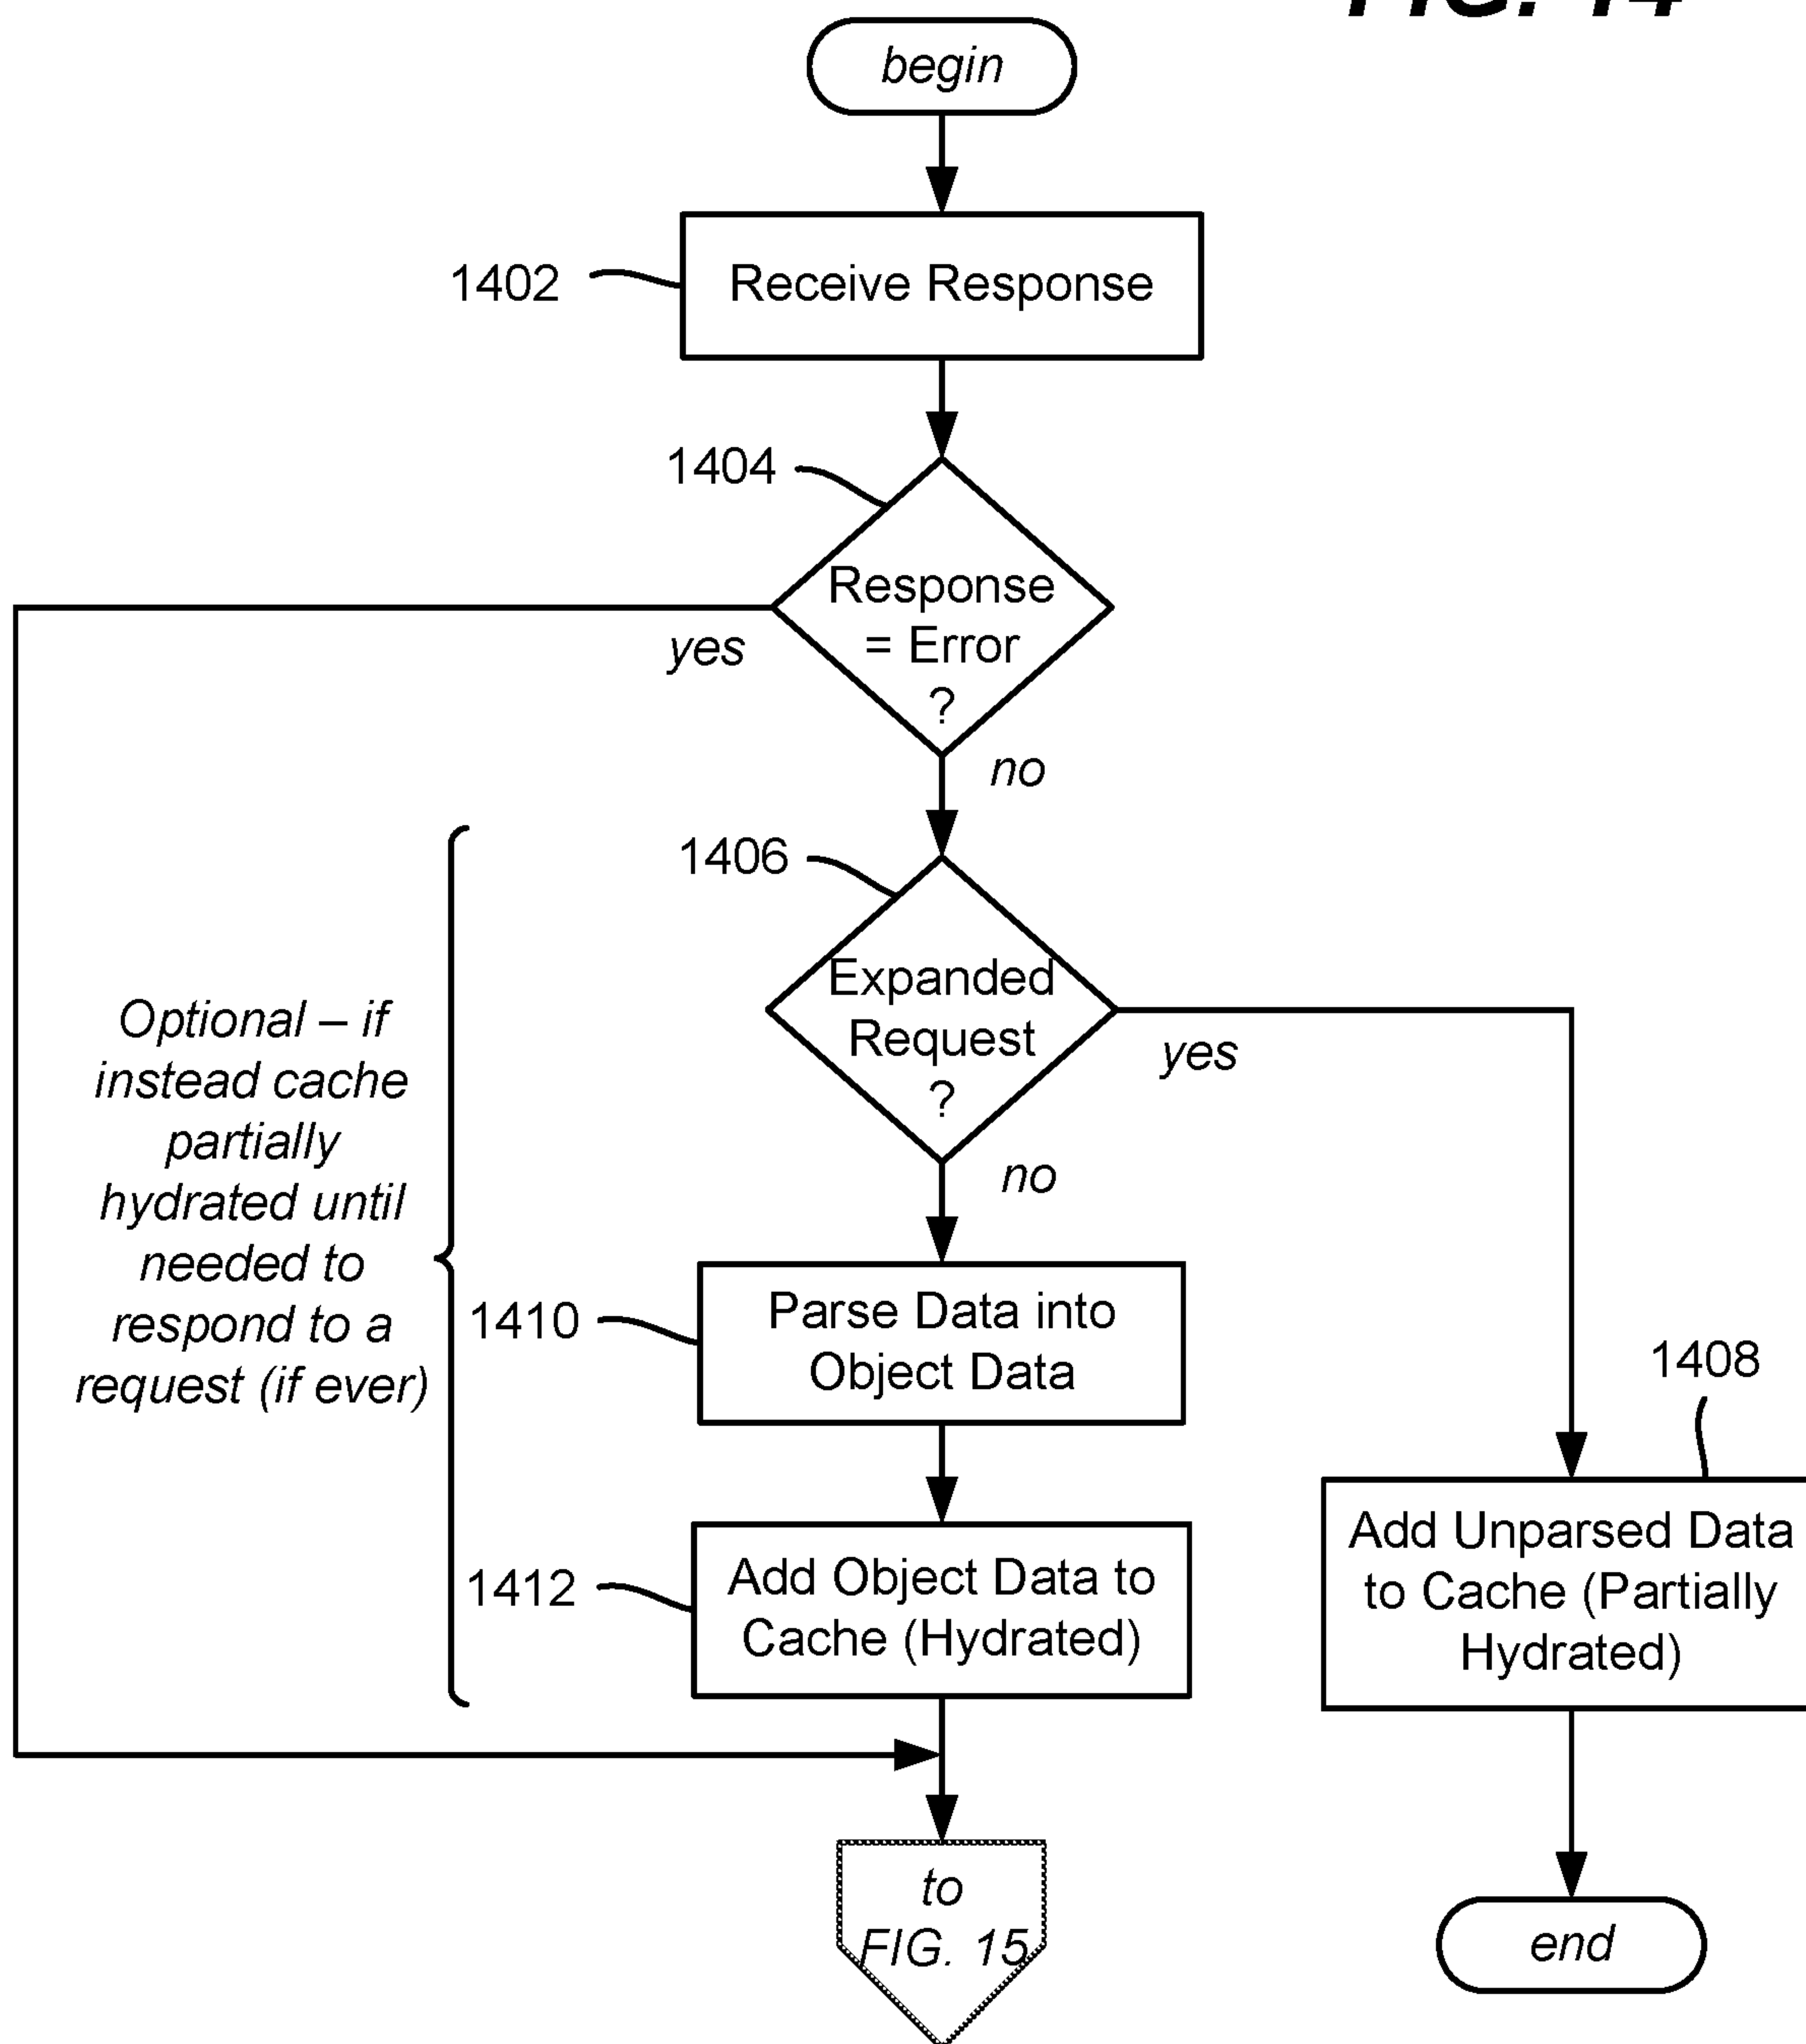 FIG. 14
begin
1402
Receive Response
1404
Response
= Error
?
yes
no
1406
Expanded
Request
?
yes
no
Optional – if
instead cache
partially
hydrated until
needed to
respond to a
request (if ever)
1410
Parse Data into
Object Data
1408
Add Unparsed Data
to Cache (Partially
Hydrated)
1412
Add Object Data to
Cache (Hydrated)
to
FIG. 15
end